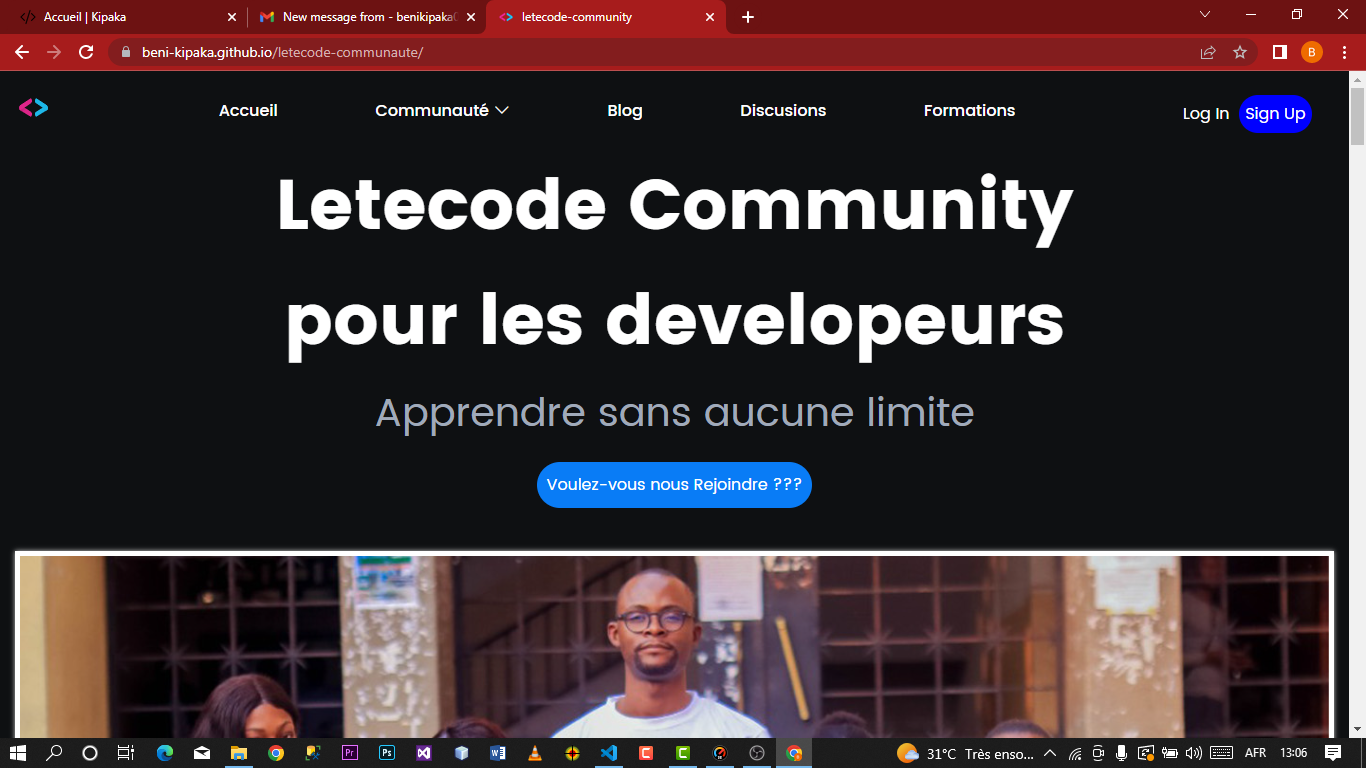 Accueil | Kipaka
New message from - benikipaka
letecode-community
beni-kipaka.github.io/letecode-communaute/
B
Accueil
Communauté
Blog
Discusions
Formations
Log In
Sign Up
Letecode Community
pour les developeurs
Apprendre sans aucune limite
Voulez-vous nous Rejoindre ???
Pr
Ps
31°C Très enso...
AFR
13:06